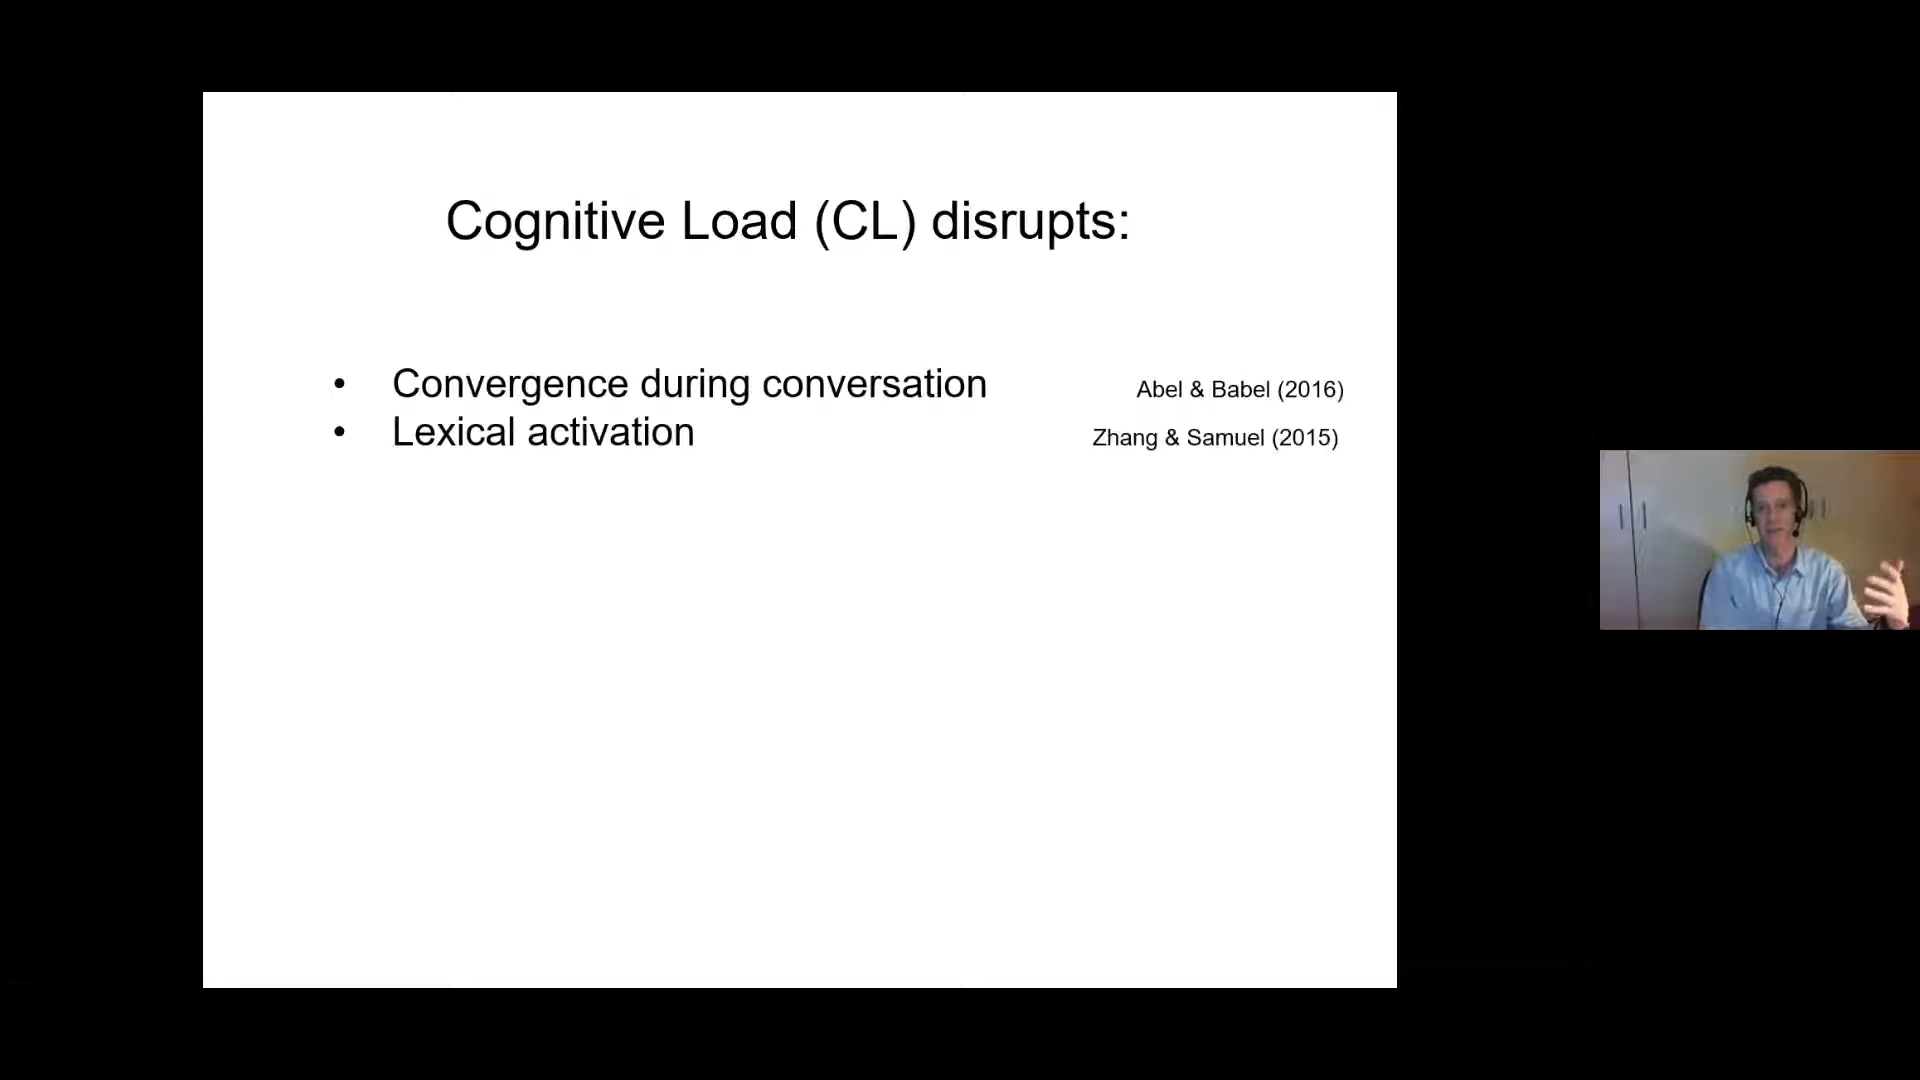 Cognitive Load (CL) disrupts:
• Convergence during conversation Abel & Babel (2016)
• Lexical activation Zhang & Samuel (2015)